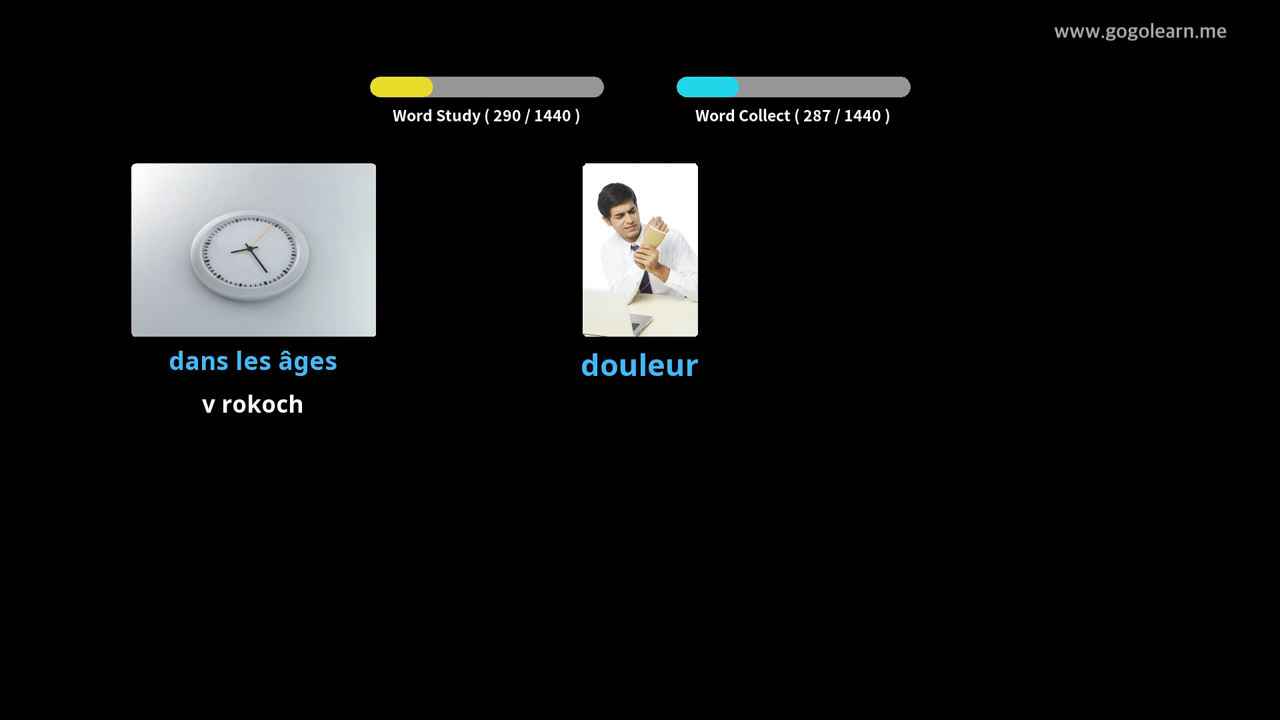 www.gogolearn.me
Word Study ( 290 / 1440 )
Word Collect ( 287 / 1440 )
dans les âges
v rokoch
douleur